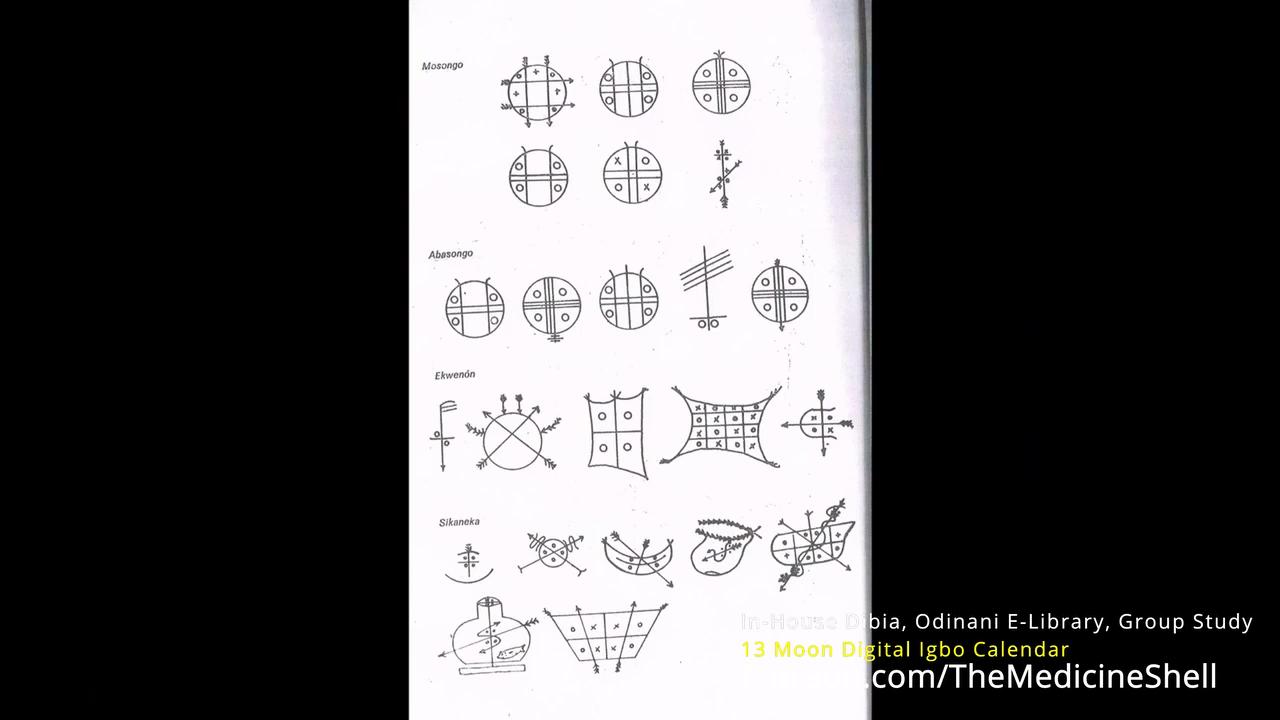 Mosongo
Abasongo
Ekwenón
Sikaneka
In-House Dibia, Odinani E-Library, Group Study
13 Moon Digital Igbo Calendar
.com/TheMedicineShell